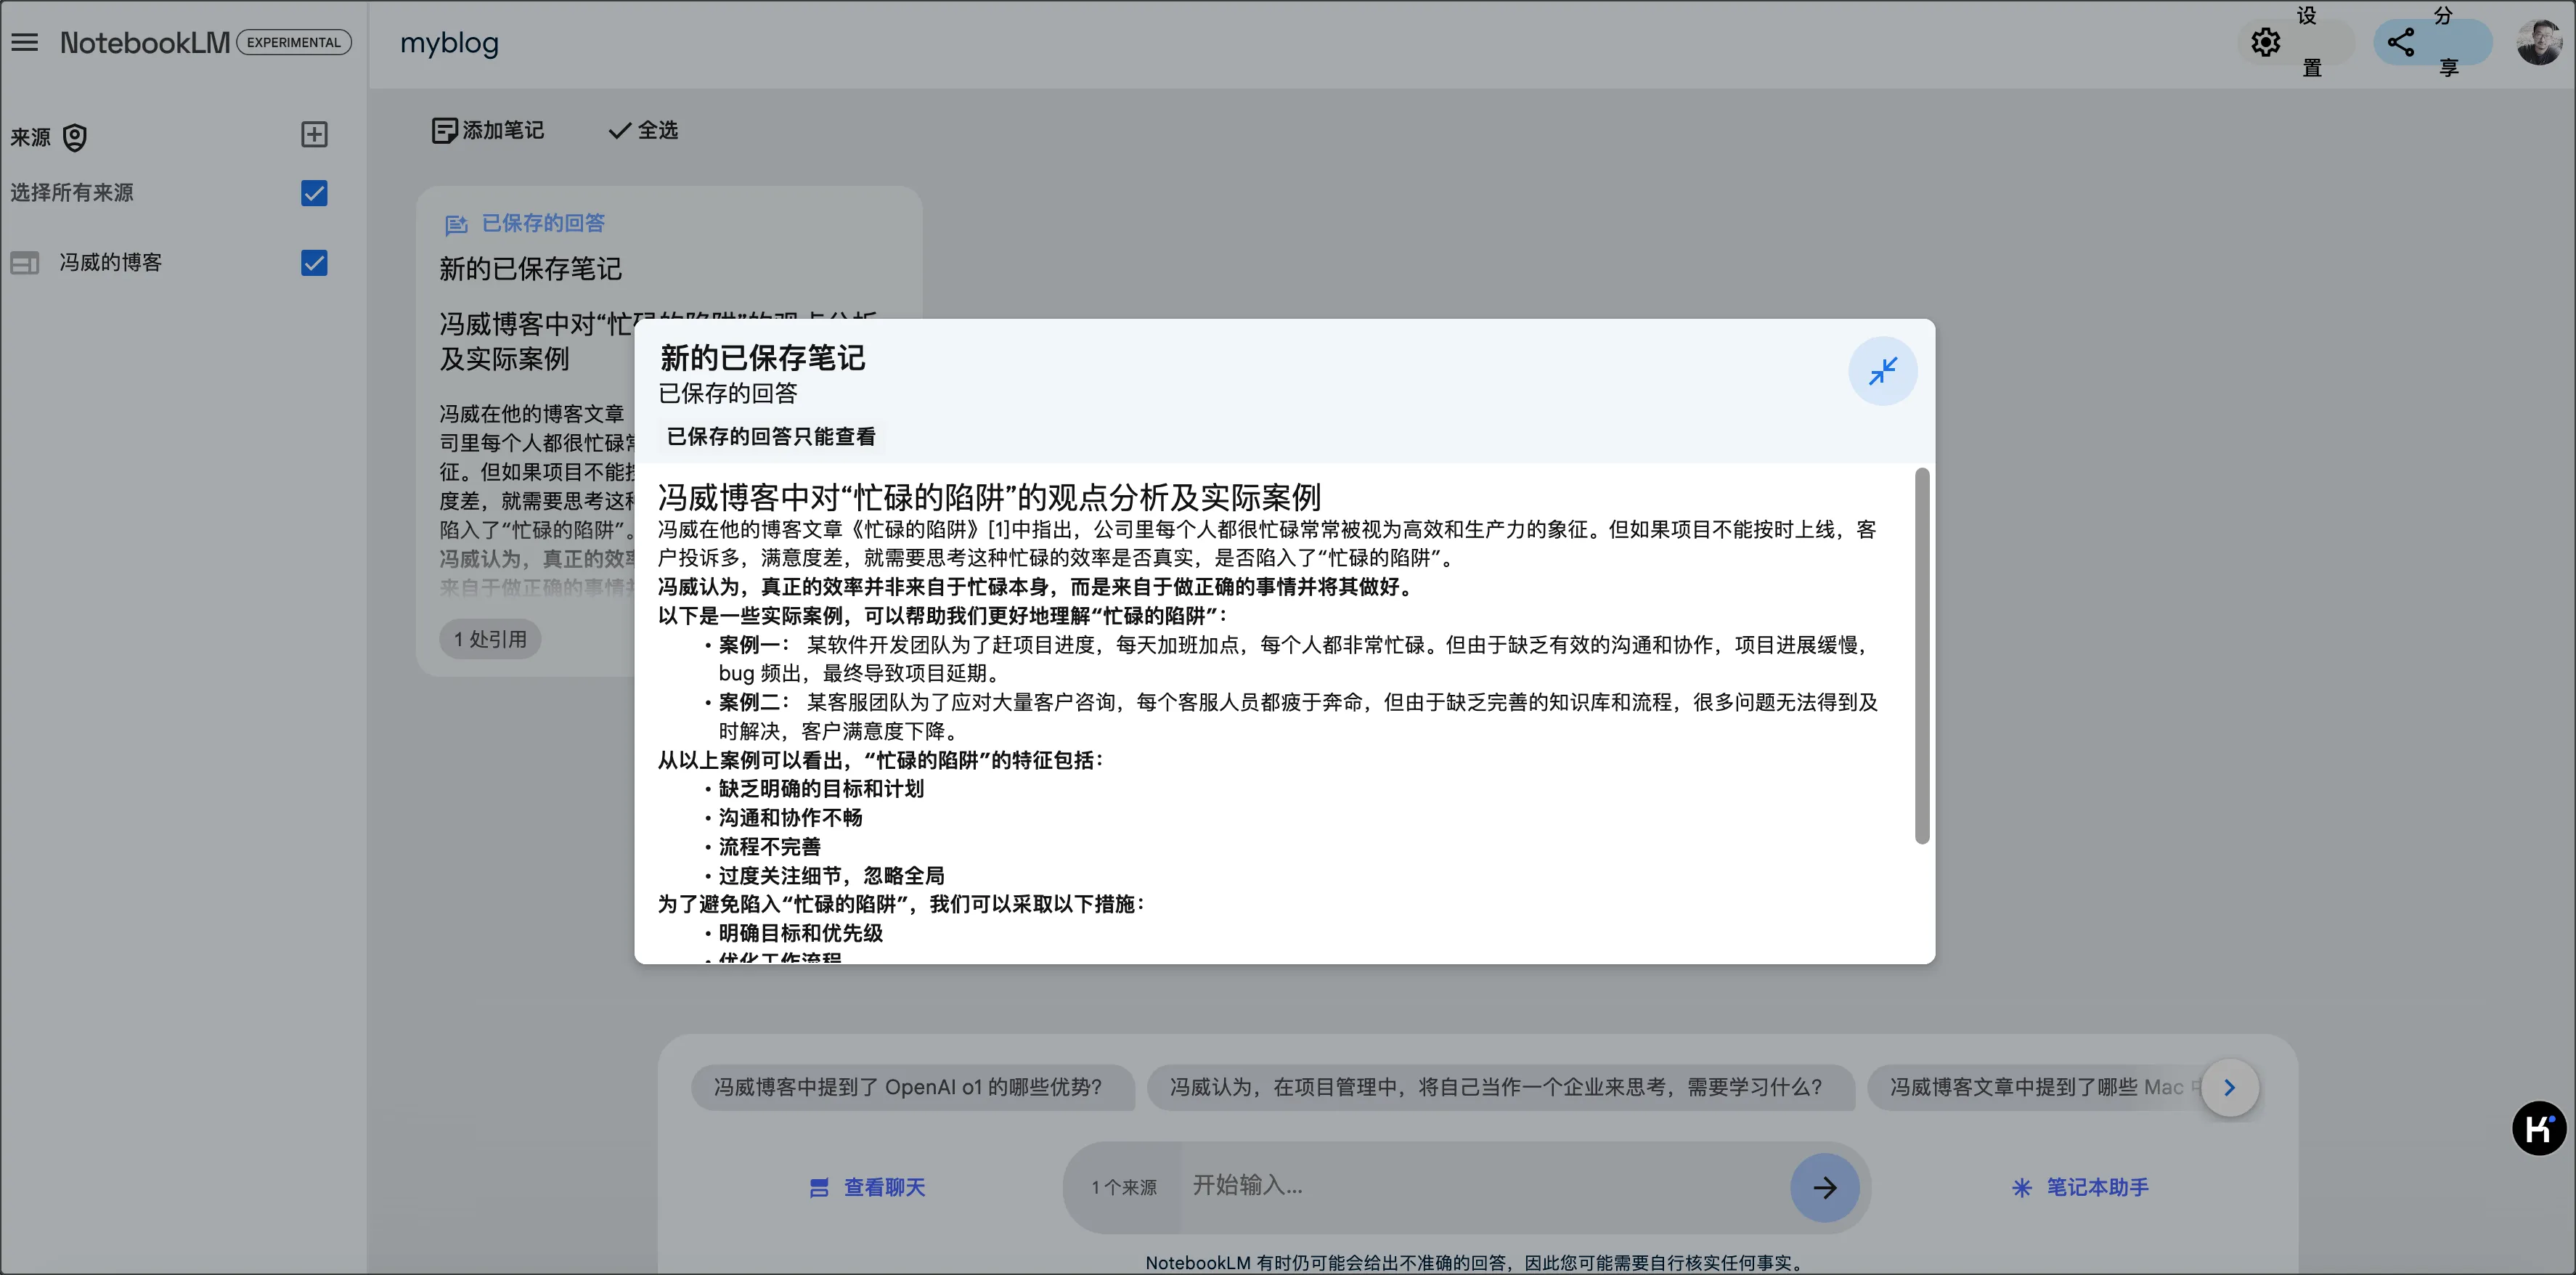 NotebookLM EXPERIMENTAL
myblog
设置
分享
来源
选择所有来源
冯威的博客
添加笔记
全选
已保存的回答
新的已保存笔记
冯威博客中对“忙碌的陷阱”的观点分析
及实际案例
冯威在他的博客文章
司里每个人都很忙碌常
征。但如果项目不能按
度差，就需要思考这种
陷入了“忙碌的陷阱”。
冯威认为，真正的效率
来自于做正确的事情并
1 处引用
新的已保存笔记
已保存的回答
已保存的回答只能查看
冯威博客中对“忙碌的陷阱”的观点分析及实际案例
冯威在他的博客文章《忙碌的陷阱》[1]中指出，公司里每个人都很忙碌常常被视为高效和生产力的象征。但如果项目不能按时上线，客
户投诉多，满意度差，就需要思考这种忙碌的效率是否真实，是否陷入了“忙碌的陷阱”。
冯威认为，真正的效率并非来自于忙碌本身，而是来自于做正确的事情并将其做好。
以下是一些实际案例，可以帮助我们更好地理解“忙碌的陷阱”：
• 案例一： 某软件开发团队为了赶项目进度，每天加班加点，每个人都非常忙碌。但由于缺乏有效的沟通和协作，项目进展缓慢，
bug 频出，最终导致项目延期。
• 案例二： 某客服团队为了应对大量客户咨询，每个客服人员都疲于奔命，但由于缺乏完善的知识库和流程，很多问题无法得到及
时解决，客户满意度下降。
从以上案例可以看出，“忙碌的陷阱”的特征包括：
• 缺乏明确的目标和计划
• 沟通和协作不畅
• 流程不完善
• 过度关注细节，忽略全局
为了避免陷入“忙碌的陷阱”，我们可以采取以下措施：
• 明确目标和优先级
• 优化工作流程
冯威博客中提到了 OpenAI o1 的哪些优势？
冯威认为，在项目管理中，将自己当作一个企业来思考，需要学习什么？
冯威博客文章中提到了哪些 Mac
查看聊天
1 个来源
开始输入...
笔记本助手
NotebookLM 有时仍可能会给出不准确的回答，因此您可能需要自行核实任何事实。